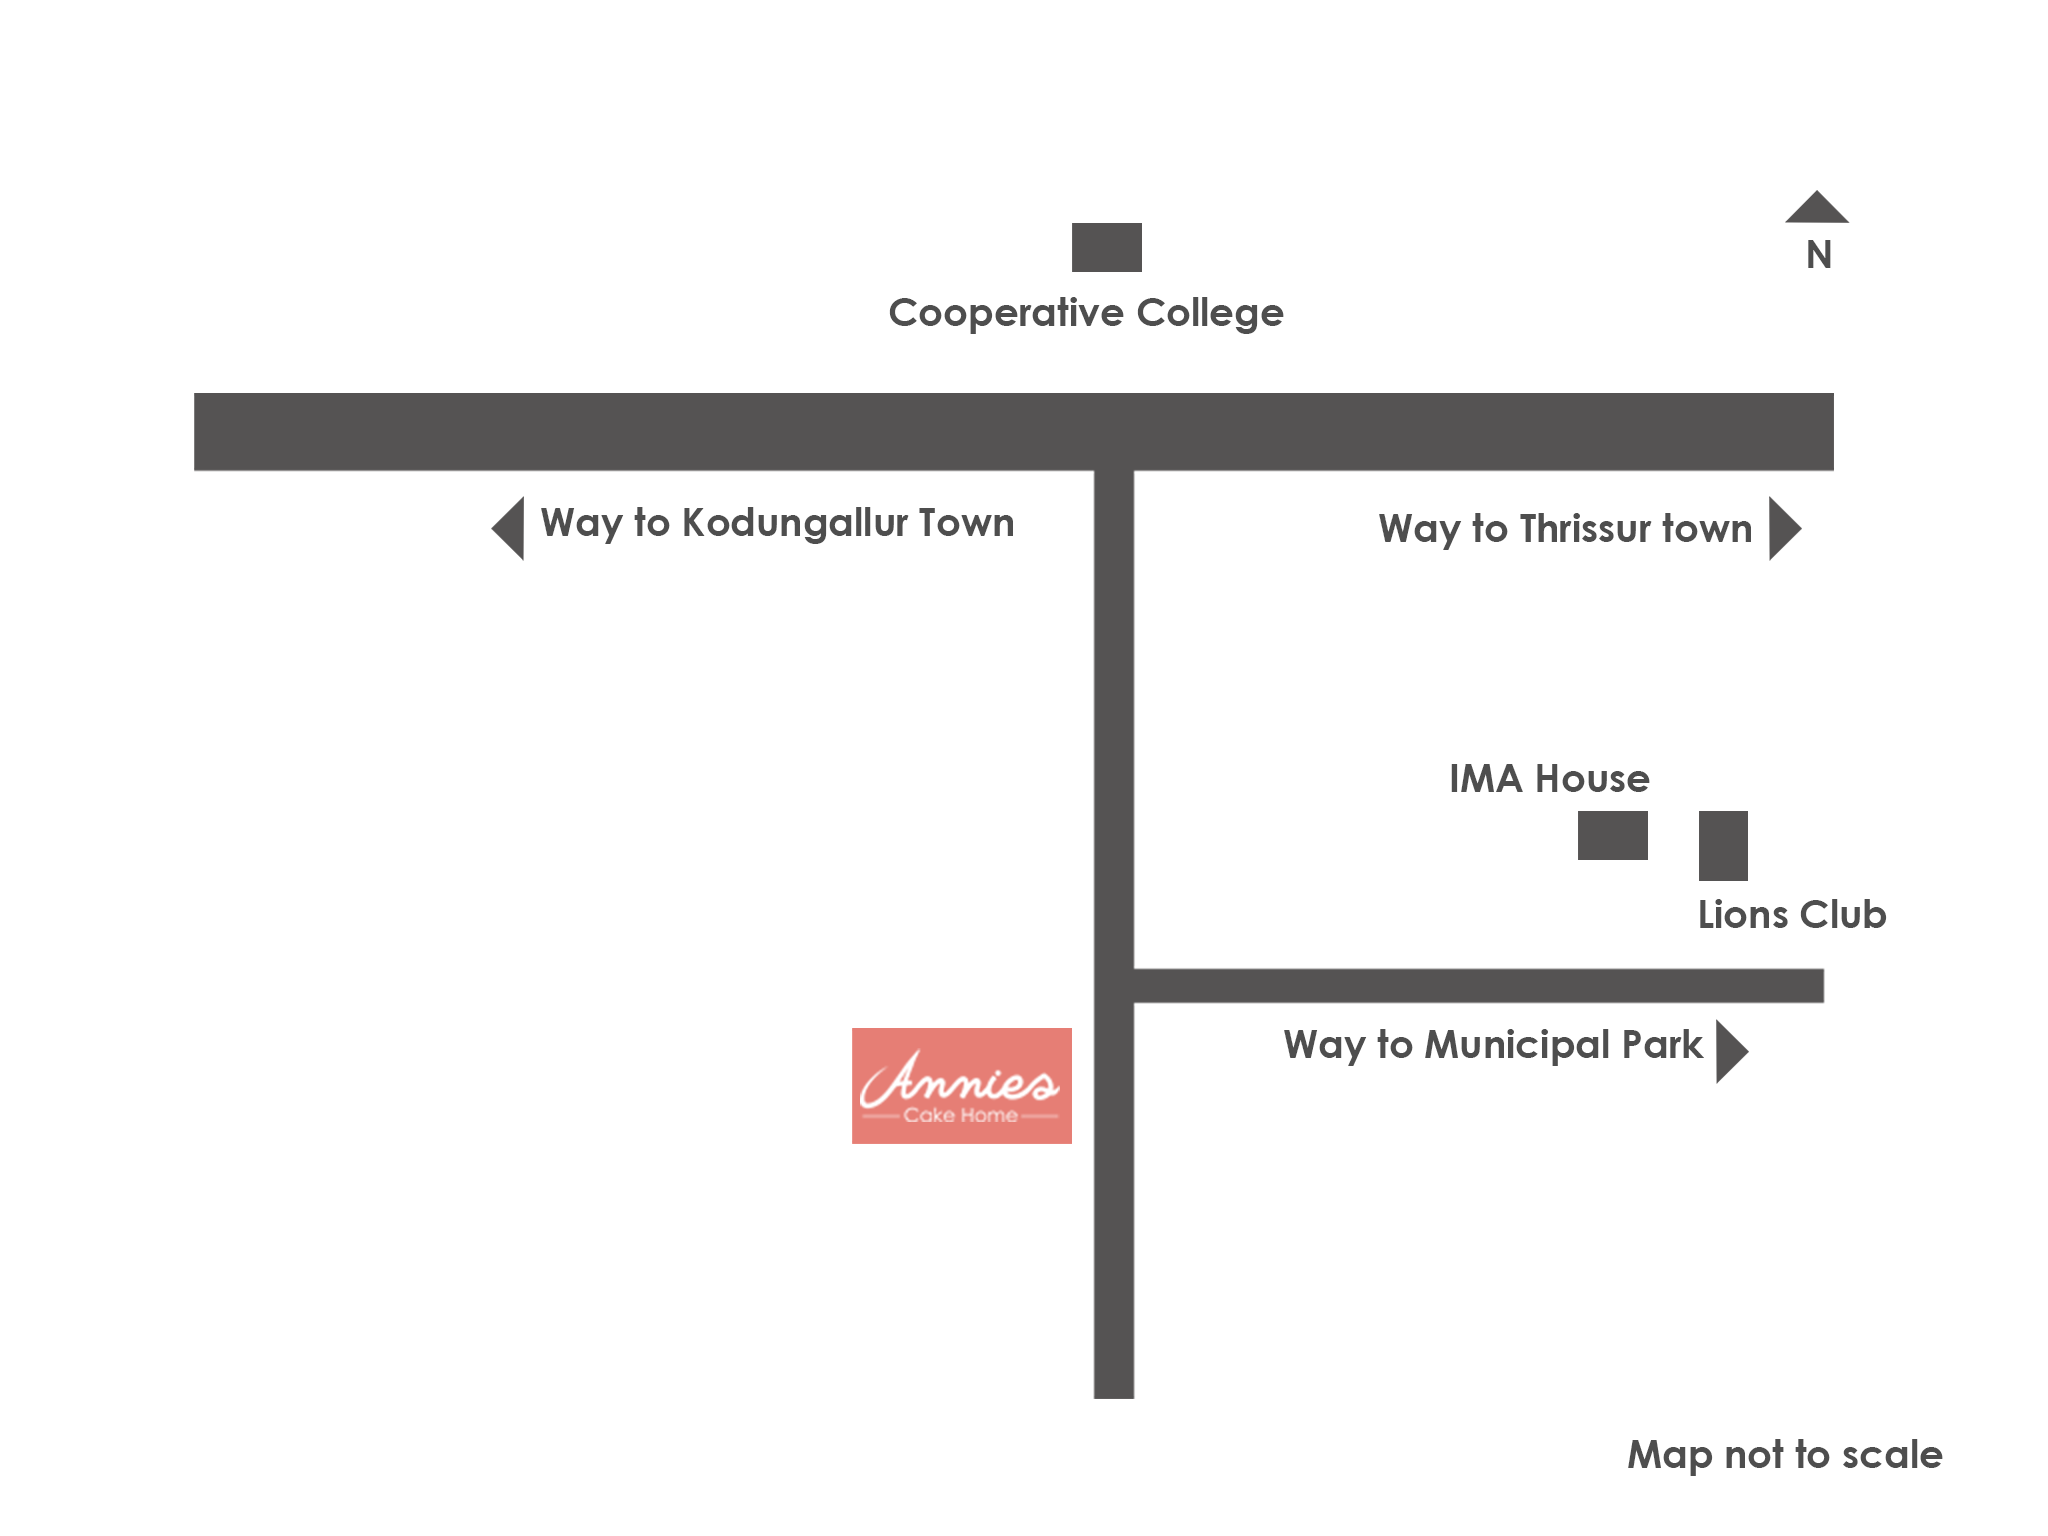 N
Cooperative College
Way to Kodungallur Town
Way to Thrissur town
IMA House
Lions Club
Way to Municipal Park
Annies
Cake Home
Map not to scale